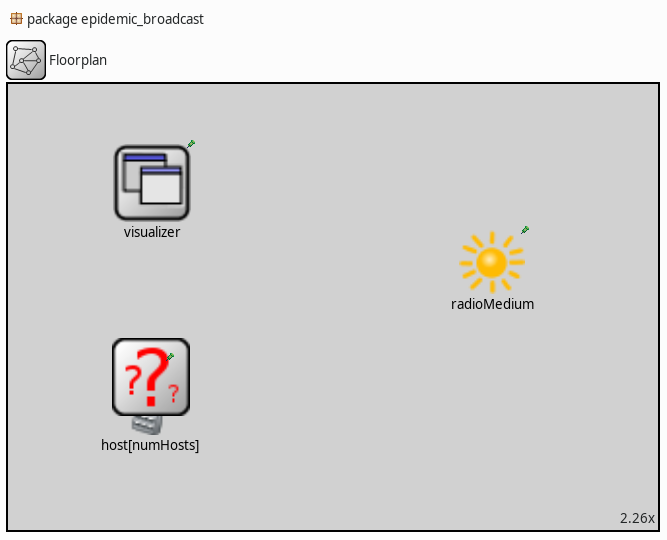 package epidemic_broadcast
Floorplan
visualizer
radioMedium
???
host[numHosts]
2.26x